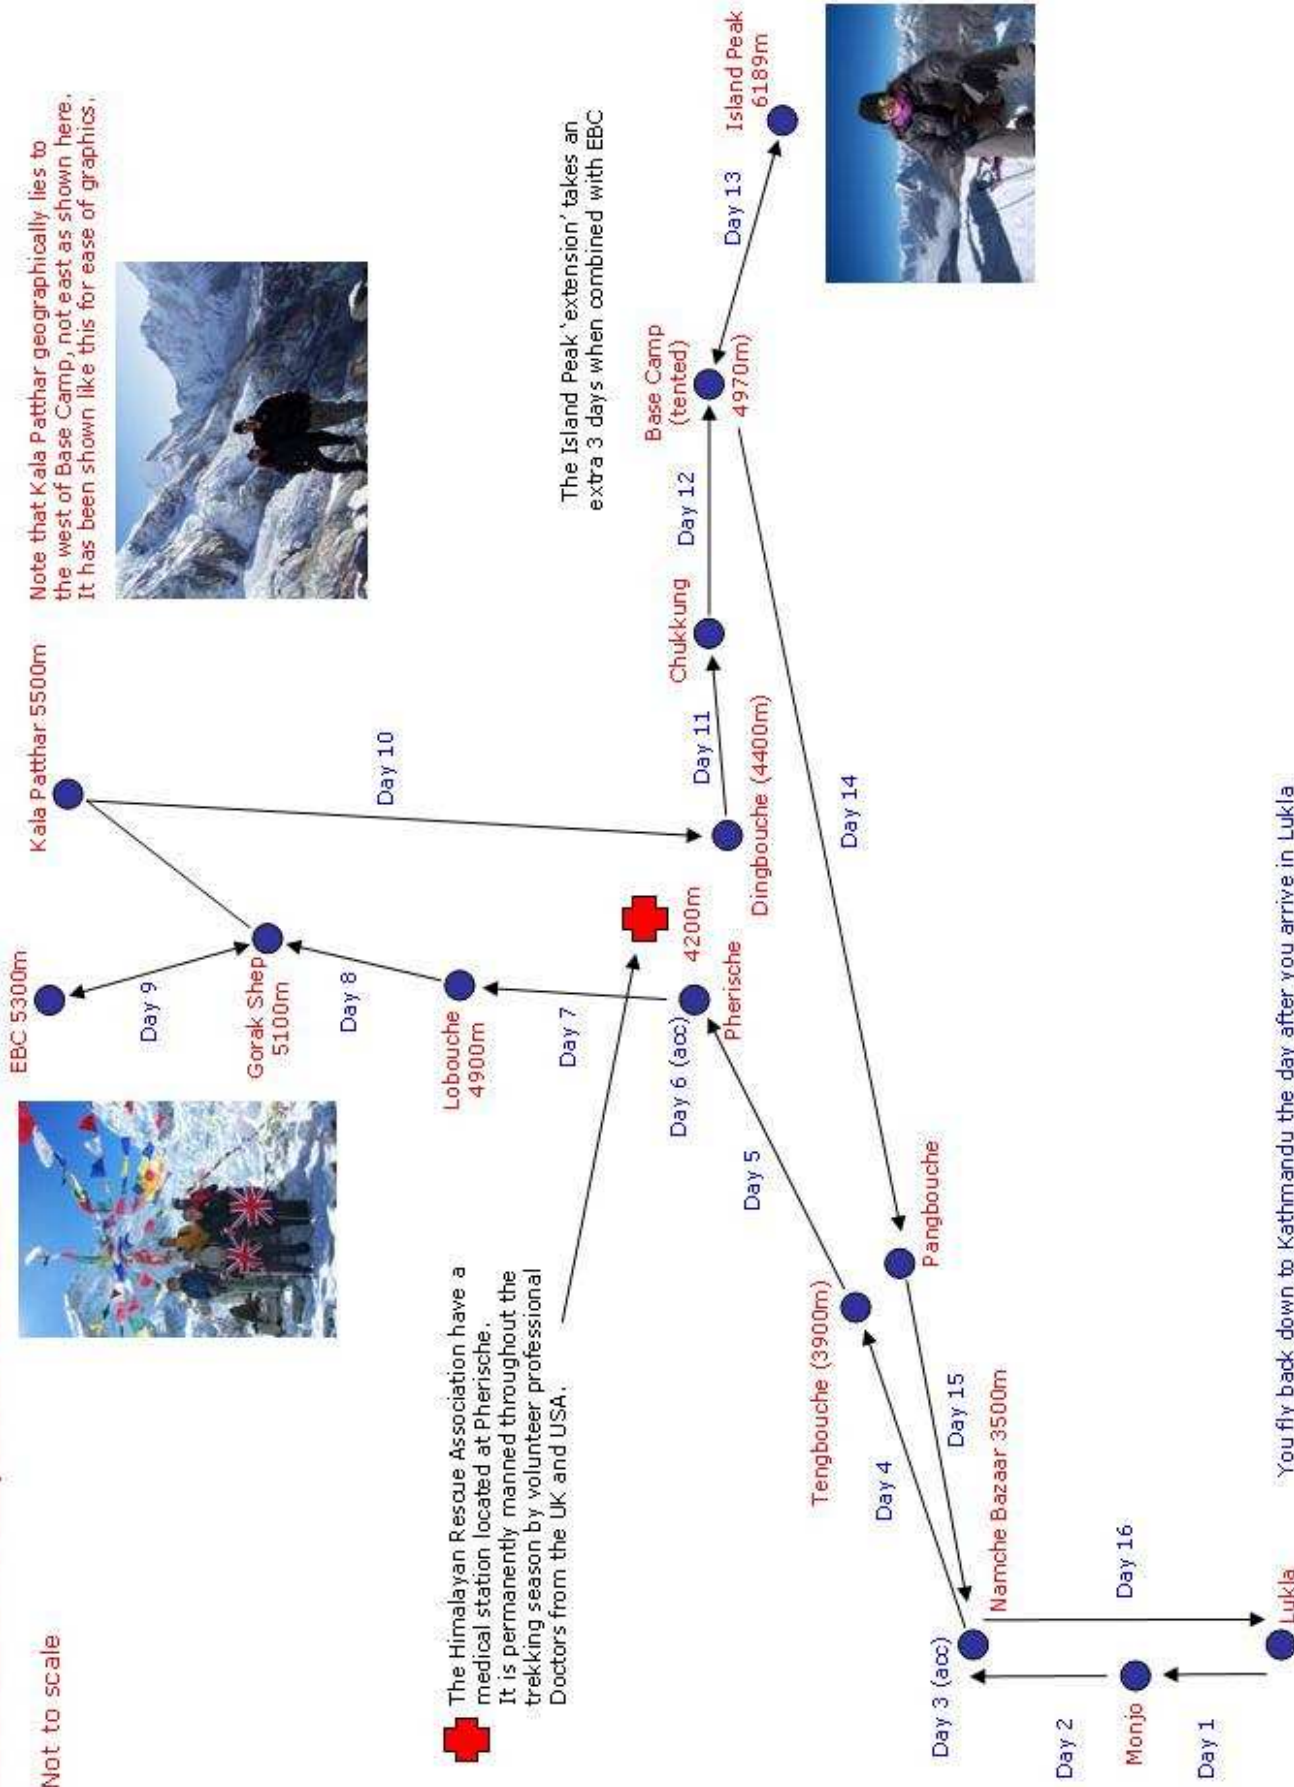 Not to scale
EBC 5300m
Kala Patthar 5500m
Note that Kala Patthar geographically lies to
the west of Base Camp, not east as shown here.
It has been shown like this for ease of graphics.
Day 9
Gorak Shep
5100m
Day 8
Day 10
Lobouche
4900m
The Himalayan Rescue Association have a
medical station located at Pherische.
It is permanently manned throughout the
trekking season by volunteer professional
Doctors from the UK and USA.
Day 7
The Island Peak 'extension' takes an
extra 3 days when combined with EBC
Day 6 (acc)
4200m
Pherische
Day 11
Chukkung
Day 12
Base Camp
(tented)
4970m)
Day 13
Island Peak
6189m
Dingbouche (4400m)
Day 5
Day 14
Tengbouche (3900m)
Pangbouche
Day 4
Day 15
Day 3 (acc)
Namche Bazaar 3500m
Day 2
Day 16
Monjo
Day 1
Lukla
You fly back down to Kathmandu the day after you arrive in Lukla